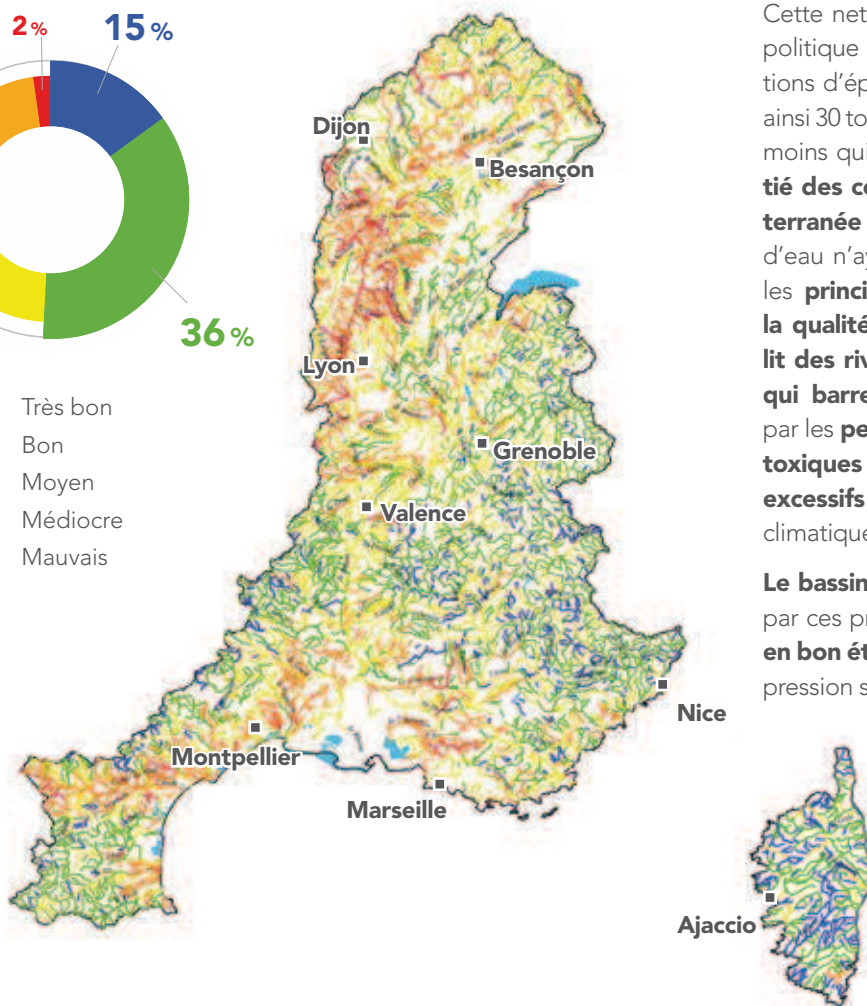 2 %
15 %
36 %
Très bon
Bon
Moyen
Médiocre
Mauvais
Dijon
Besançon
Lyon
Grenoble
Valence
Nice
Montpellier
Marseille
Ajaccio
Cette net
politique
tions d'ép
ainsi 30 to
moins qui
tié des c
terranée
d'eau n'a
les princi
la qualité
lit des riv
qui barre
par les pe
toxiques
excessifs
climatique
Le bassin
par ces pr
en bon ét
pression s